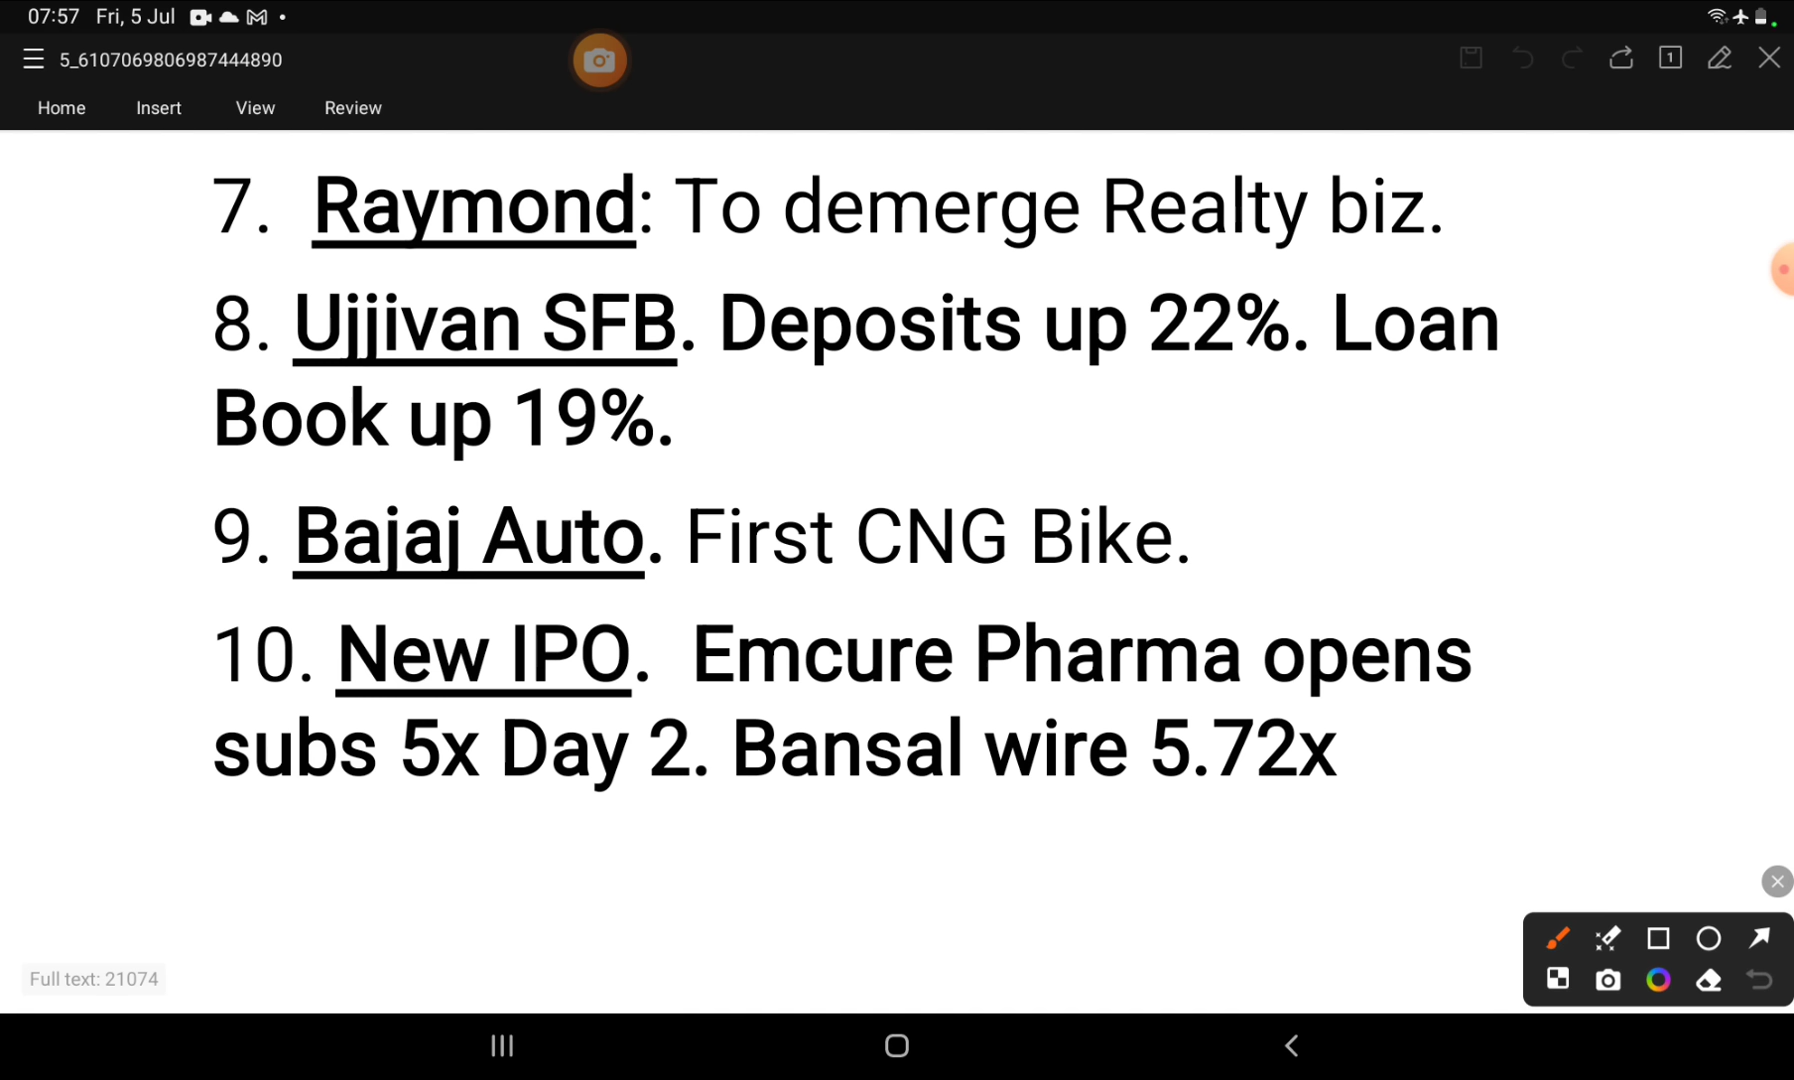 07:57 Fri, 5 Jul
5_6107069806987444890
1
Home Insert View Review
7. Raymond: To demerge Realty biz.
8. Ujjivan SFB. Deposits up 22%. Loan
Book up 19%.
9. Bajaj Auto. First CNG Bike.
10. New IPO. Emcure Pharma opens
subs 5x Day 2. Bansal wire 5.72x
Full text: 21074